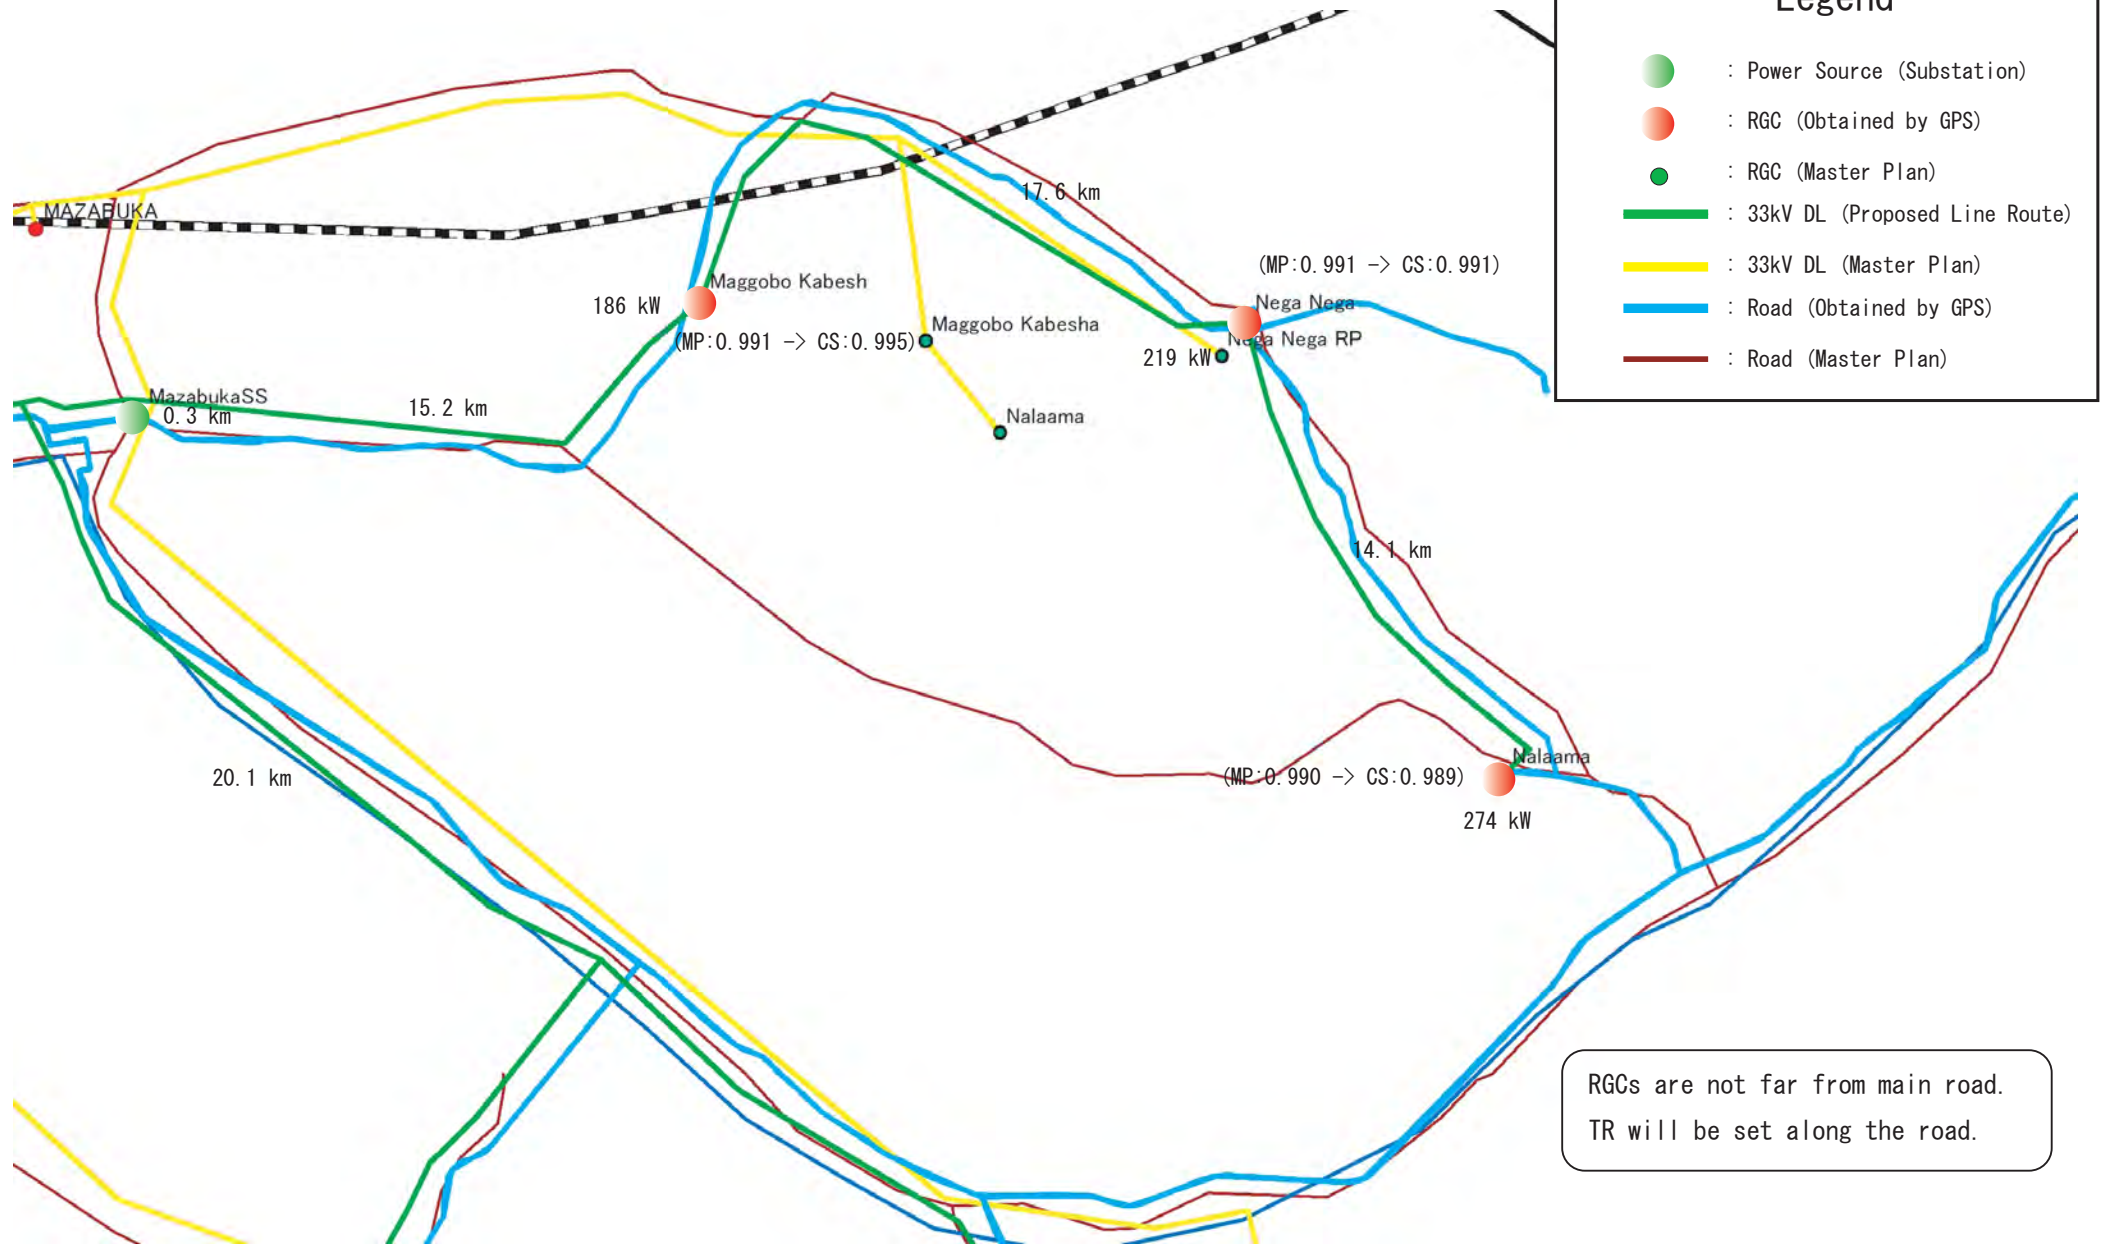 Legend
: Power Source (Substation)
: RGC (Obtained by GPS)
: RGC (Master Plan)
: 33kV DL (Proposed Line Route)
: 33kV DL (Master Plan)
: Road (Obtained by GPS)
: Road (Master Plan)
MAZABUKA
17.6 km
(MP:0.991 -> CS:0.991)
Maggobo Kabesh
186 kW
Nega Nega
Maggobo Kabesha
(MP:0.991 -> CS:0.995)
Nega Nega RP
219 kW
MazabukaSS
0.3 km
15.2 km
Nalaama
14.1 km
Nalaama
(MP:0.990 -> CS:0.989)
20.1 km
274 kW
RGCs are not far from main road.
TR will be set along the road.